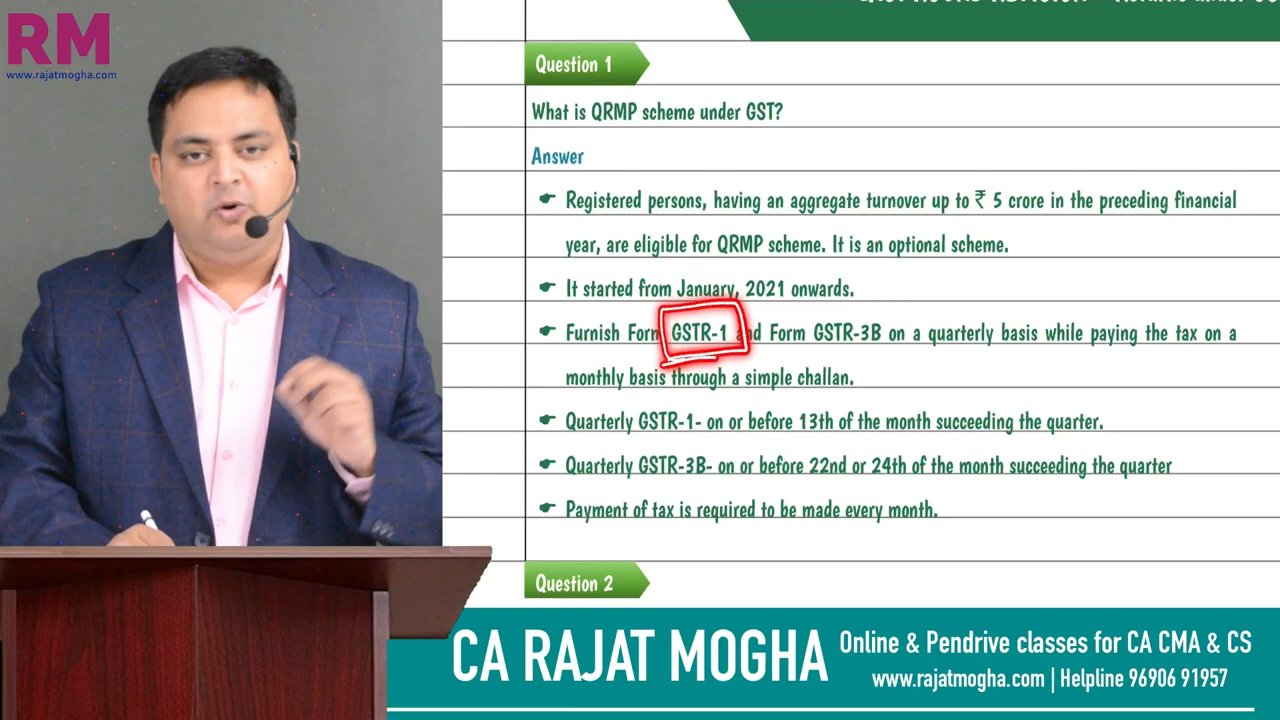 RM
www.rajatmogha.com
Question 1
What is QRMP scheme under GST?
Answer
☛ Registered persons, having an aggregate turnover up to ₹ 5 crore in the preceding financial
year, are eligible for QRMP scheme. It is an optional scheme.
☛ It started from January, 2021 onwards.
☛ Furnish Form GSTR-1 and Form GSTR-3B on a quarterly basis while paying the tax on a
monthly basis through a simple challan.
☛ Quarterly GSTR-1- on or before 13th of the month succeeding the quarter.
☛ Quarterly GSTR-3B- on or before 22nd or 24th of the month succeeding the quarter
☛ Payment of tax is required to be made every month.
Question 2
CA RAJAT MOGHA
Online & Pendrive classes for CA CMA & CS
www.rajatmogha.com | Helpline 96906 91957